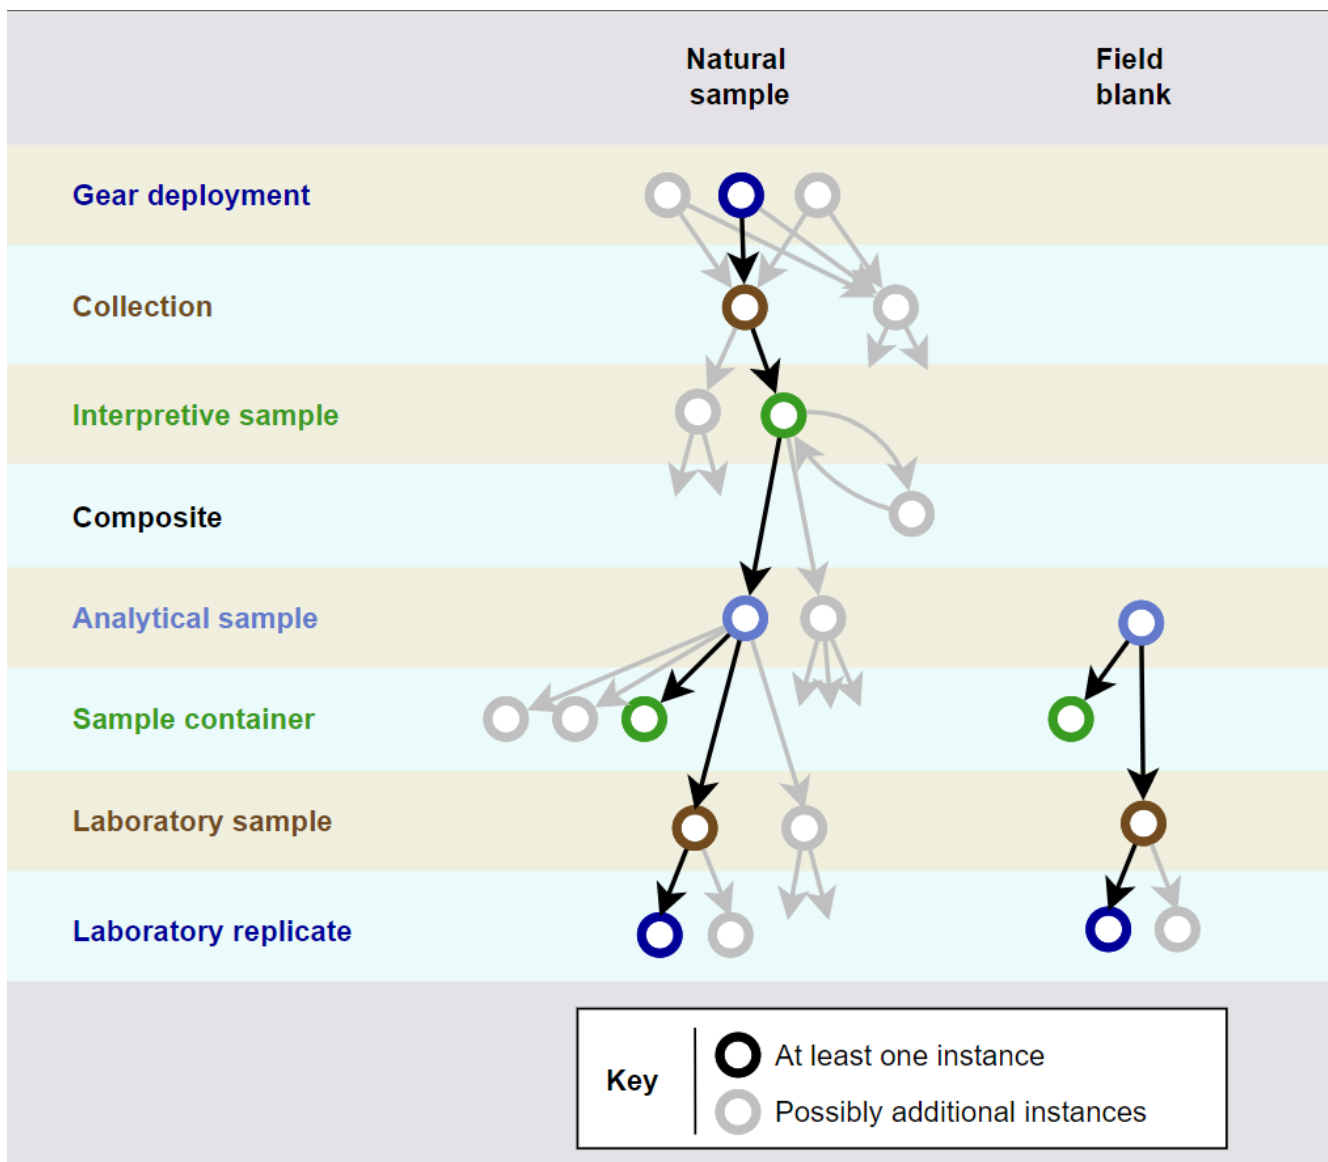 Natural
sample
Field
blank
Gear deployment
Collection
Interpretive sample
Composite
Analytical sample
Sample container
Laboratory sample
Laboratory replicate
Key
At least one instance
Possibly additional instances